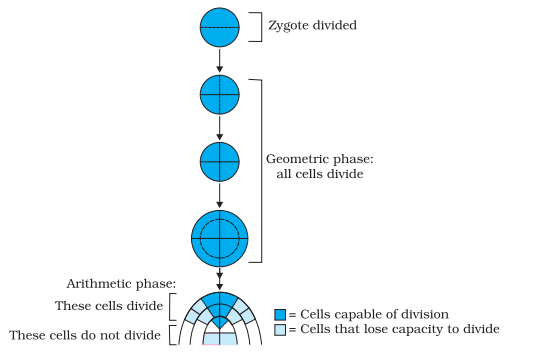 Zygote divided
Geometric phase:
all cells divide
Arithmetic phase:
These cells divide
These cells do not divide
= Cells capable of division
= Cells that lose capacity to divide